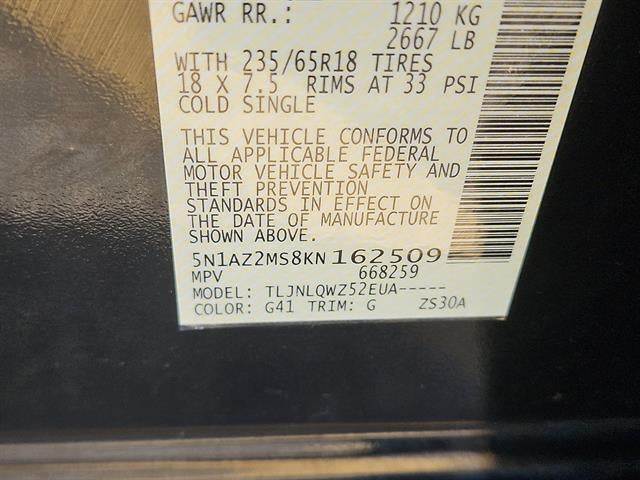 GAWR RR.: 1210 KG
2667 LB
WITH 235/65R18 TIRES
18 X 7.5 RIMS AT 33 PSI
COLD SINGLE
THIS VEHICLE CONFORMS TO
ALL APPLICABLE FEDERAL
MOTOR VEHICLE SAFETY AND
THEFT PREVENTION
STANDARDS IN EFFECT ON
THE DATE OF MANUFACTURE
SHOWN ABOVE.
5N1AZ2MS8KN162509
MPV 668259
MODEL: TLJNLQWZ52EUA-----
COLOR: G41 TRIM: G ZS30A